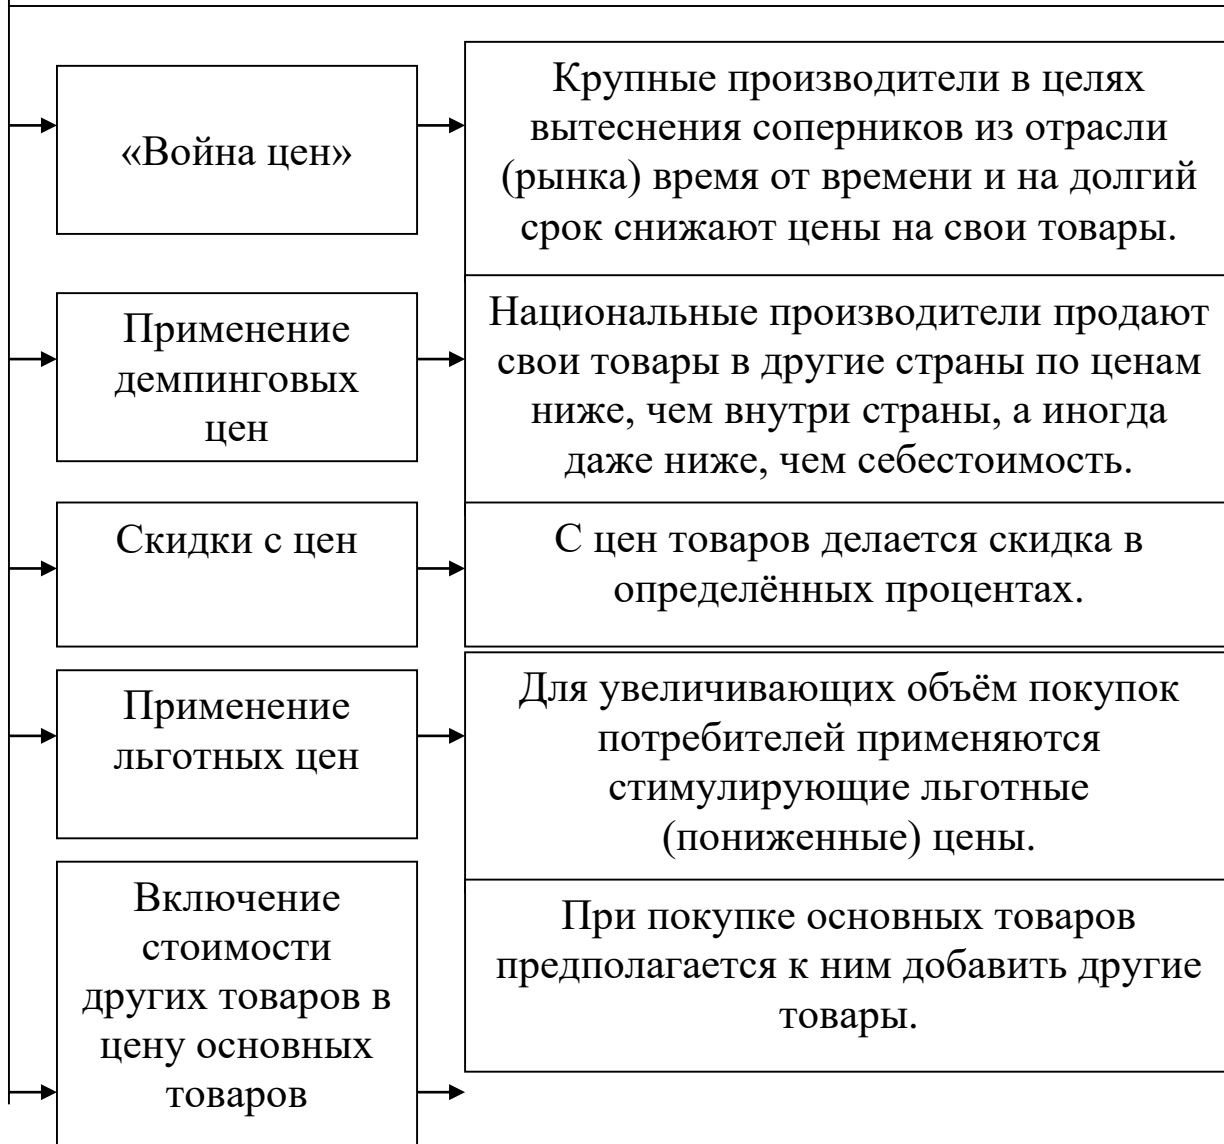 «Война цен»
Крупные производители в целях
вытеснения соперников из отрасли
(рынка) время от времени и на долгий
срок снижают цены на свои товары.
Применение
демпинговых
цен
Национальные производители продают
свои товары в другие страны по ценам
ниже, чем внутри страны, а иногда
даже ниже, чем себестоимость.
Скидки с цен
С цен товаров делается скидка в
определённых процентах.
Применение
льготных цен
Для увеличивающих объём покупок
потребителей применяются
стимулирующие льготные
(пониженные) цены.
Включение
стоимости
других товаров в
цену основных
товаров
При покупке основных товаров
предполагается к ним добавить другие
товары.